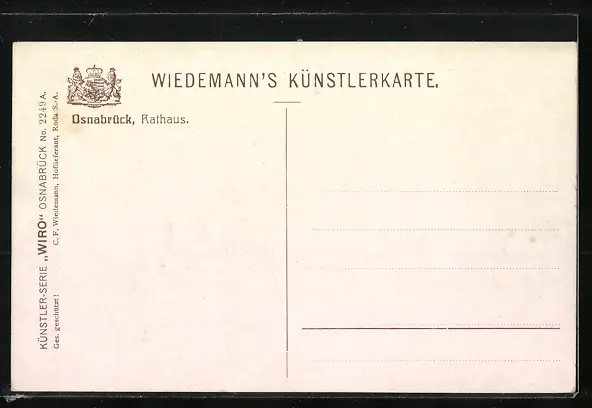 WIEDEMANN'S KÜNSTLERKARTE.
Osnabrück, Rathaus.
KÜNSTLER-SERIE „WIRO“ OSNABRÜCK No. 2249 A.
Ges. geschützt! C. F. Wiedemann, Hoflieferant, Roda S.-A.